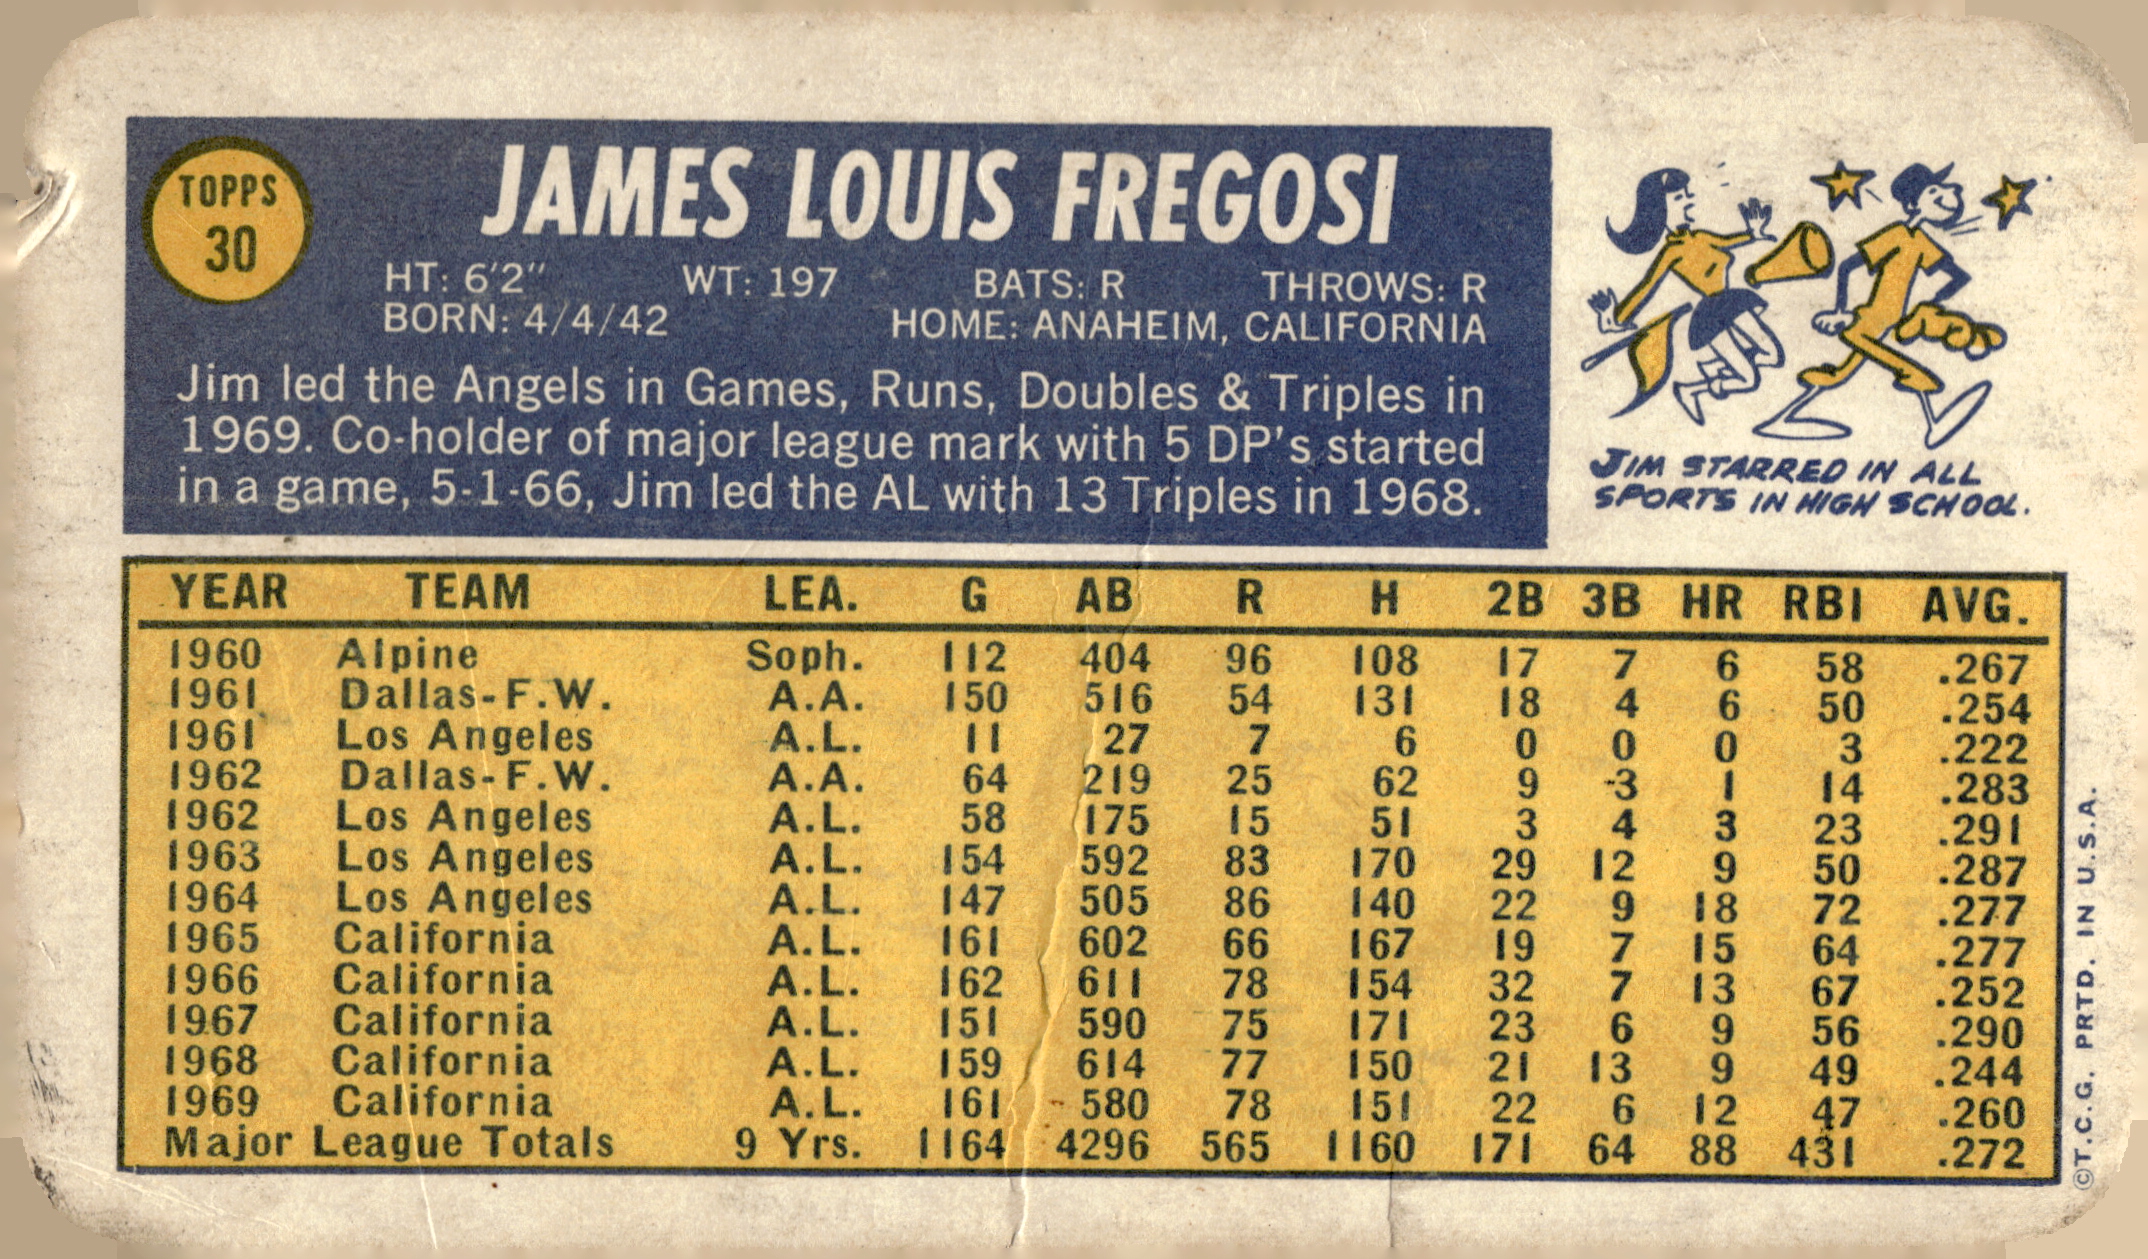 TOPPS
30
JAMES LOUIS FREGOSI
HT: 6'2" WT: 197 BATS: R THROWS: R
BORN: 4/4/42 HOME: ANAHEIM, CALIFORNIA
Jim led the Angels in Games, Runs, Doubles & Triples in
1969. Co-holder of major league mark with 5 DP's started
in a game, 5-1-66, Jim led the AL with 13 Triples in 1968.
JIM STARRED IN ALL
SPORTS IN HIGH SCHOOL.
YEAR TEAM LEA. G AB R H 2B 3B HR RBI AVG.
1960 Alpine Soph. 112 404 96 108 17 7 6 58 .267
1961 Dallas-F.W. A.A. 150 516 54 131 18 4 6 50 .254
1961 Los Angeles A.L. 11 27 7 6 0 0 0 3 .222
1962 Dallas-F.W. A.A. 64 219 25 62 9 3 1 14 .283
1962 Los Angeles A.L. 58 175 15 51 3 4 3 23 .291
1963 Los Angeles A.L. 154 592 83 170 29 12 9 50 .287
1964 Los Angeles A.L. 147 505 86 140 22 9 18 72 .277
1965 California A.L. 161 602 66 167 19 7 15 64 .277
1966 California A.L. 162 611 78 154 32 7 13 67 .252
1967 California A.L. 151 590 75 171 23 6 9 56 .290
1968 California A.L. 159 614 77 150 21 13 9 49 .244
1969 California A.L. 161 580 78 151 22 6 12 47 .260
Major League Totals 9 Yrs. 1164 4296 565 1160 171 64 88 431 .272
©T.C.G. PRTD. IN U.S.A.